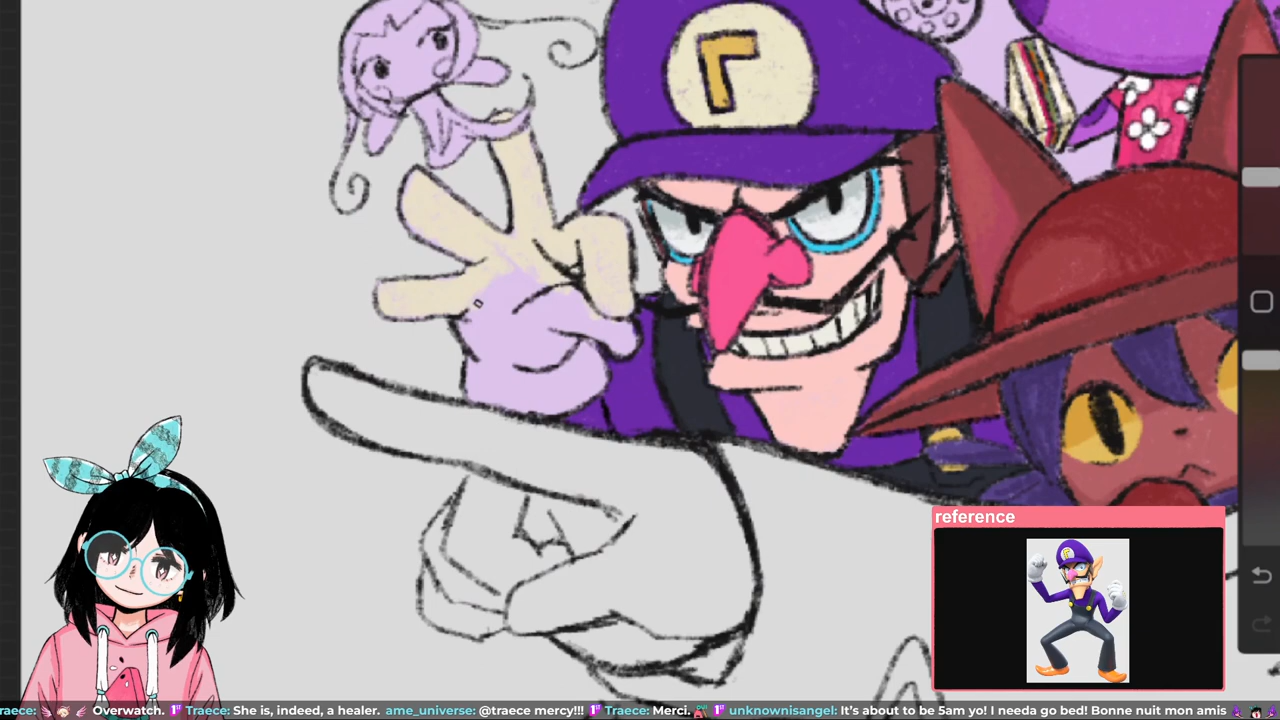 reference
raece: Overwatch. Traece: She is, indeed, a healer. ame_universe: @traece mercy!!! Traece: Merci. unknownisangel: It's about to be 5am yo! I needa go bed! Bonne nuit mon amis